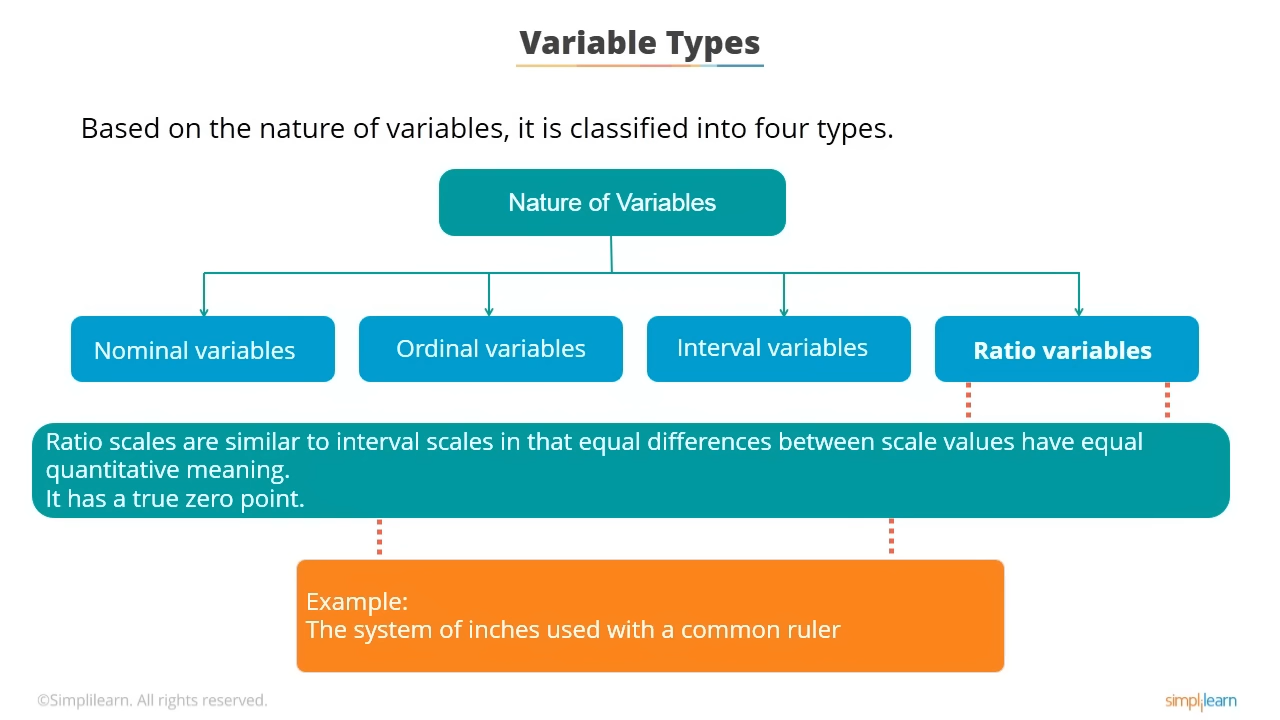 Variable Types
Based on the nature of variables, it is classified into four types.
Nature of Variables
Nominal variables
Ordinal variables
Interval variables
Ratio variables
Ratio scales are similar to interval scales in that equal differences between scale values have equal
quantitative meaning.
It has a true zero point.
Example:
The system of inches used with a common ruler
©Simplilearn. All rights reserved.
simplilearn